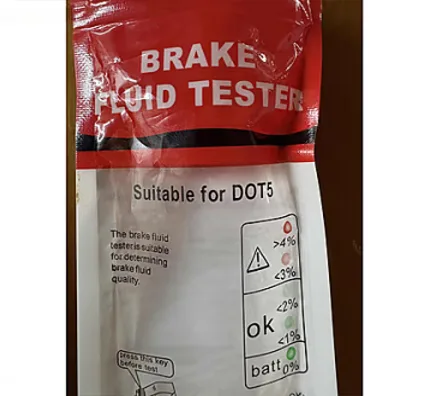 BRAKE
FLUID TESTER
Suitable for DOT5
The brake fluid
tester is suitable
for determining
brake fluid
quality.
>4%
<3%
<2%
ok
<1%
batt 0%
press this key
before test